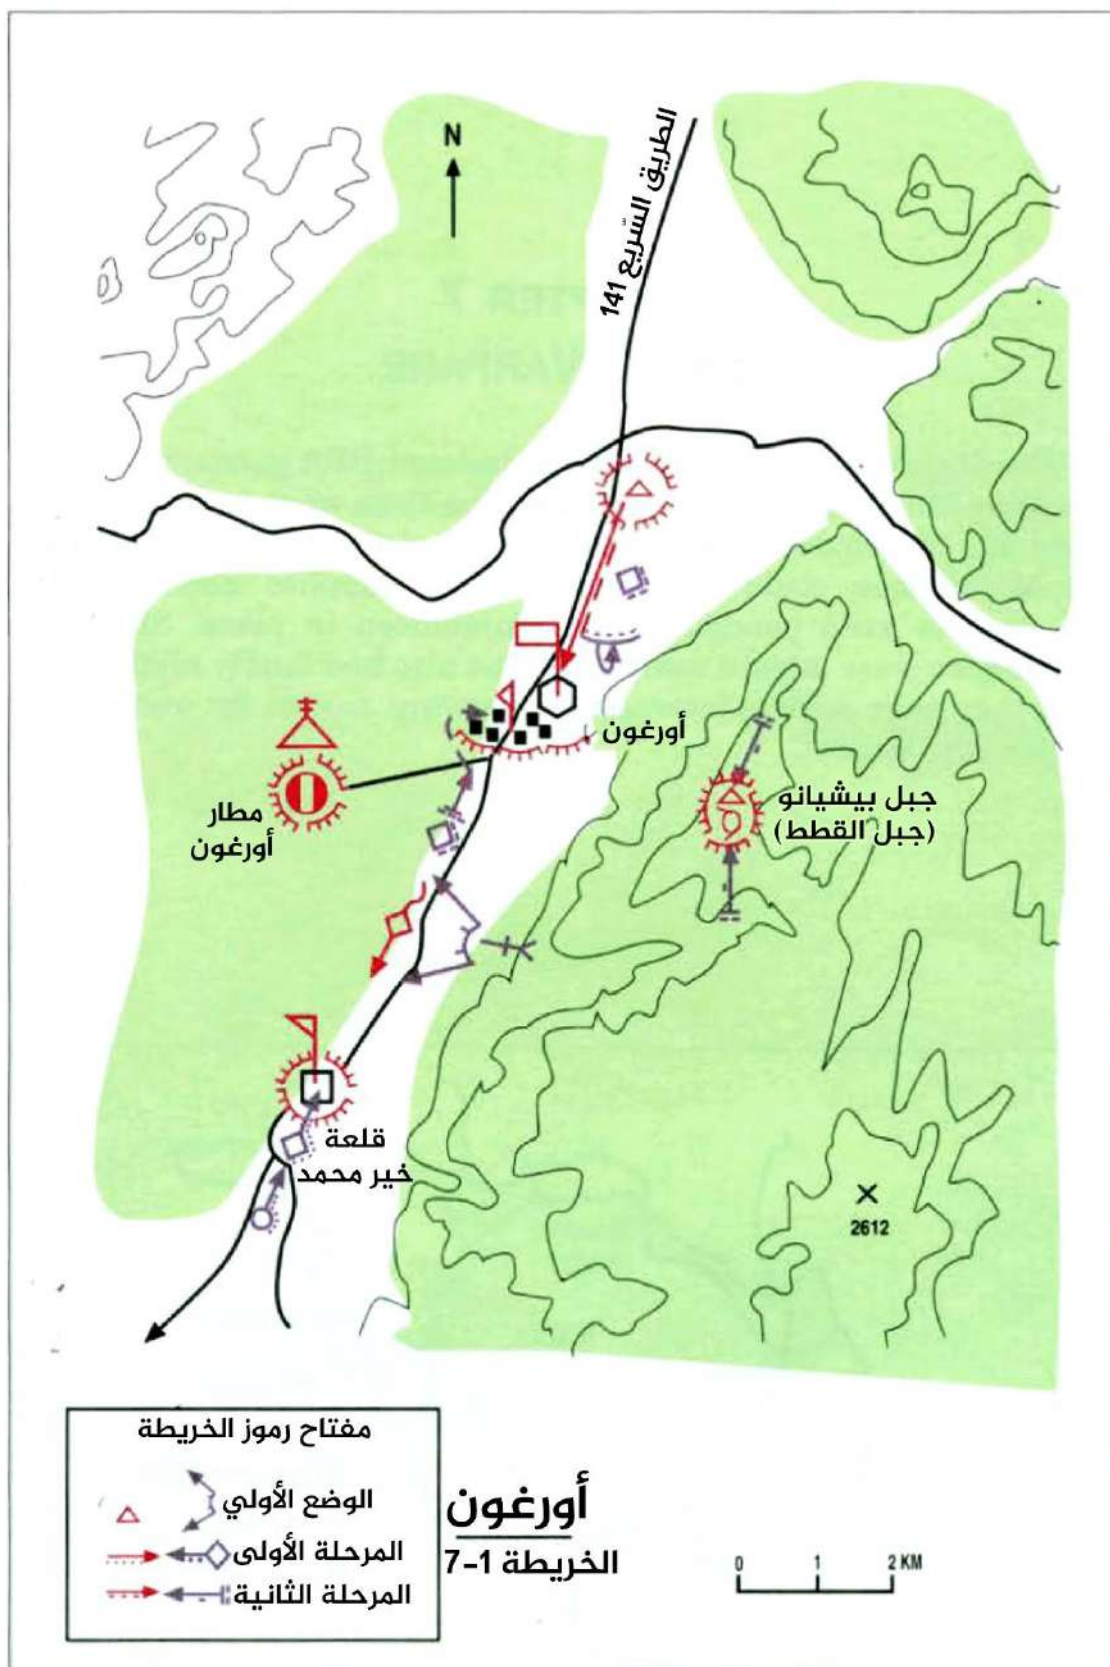 N
الطريق السّريع 141
أورغون
مطار
أورغون
جبل بيشيانو
(جبل القطط)
قلعة
خير محمد
2612
مفتاح رموز الخريطة
الوضع الأولي
المرحلة الأولى
المرحلة الثانية
أورغون
الخريطة 1-7
0 1 2 KM